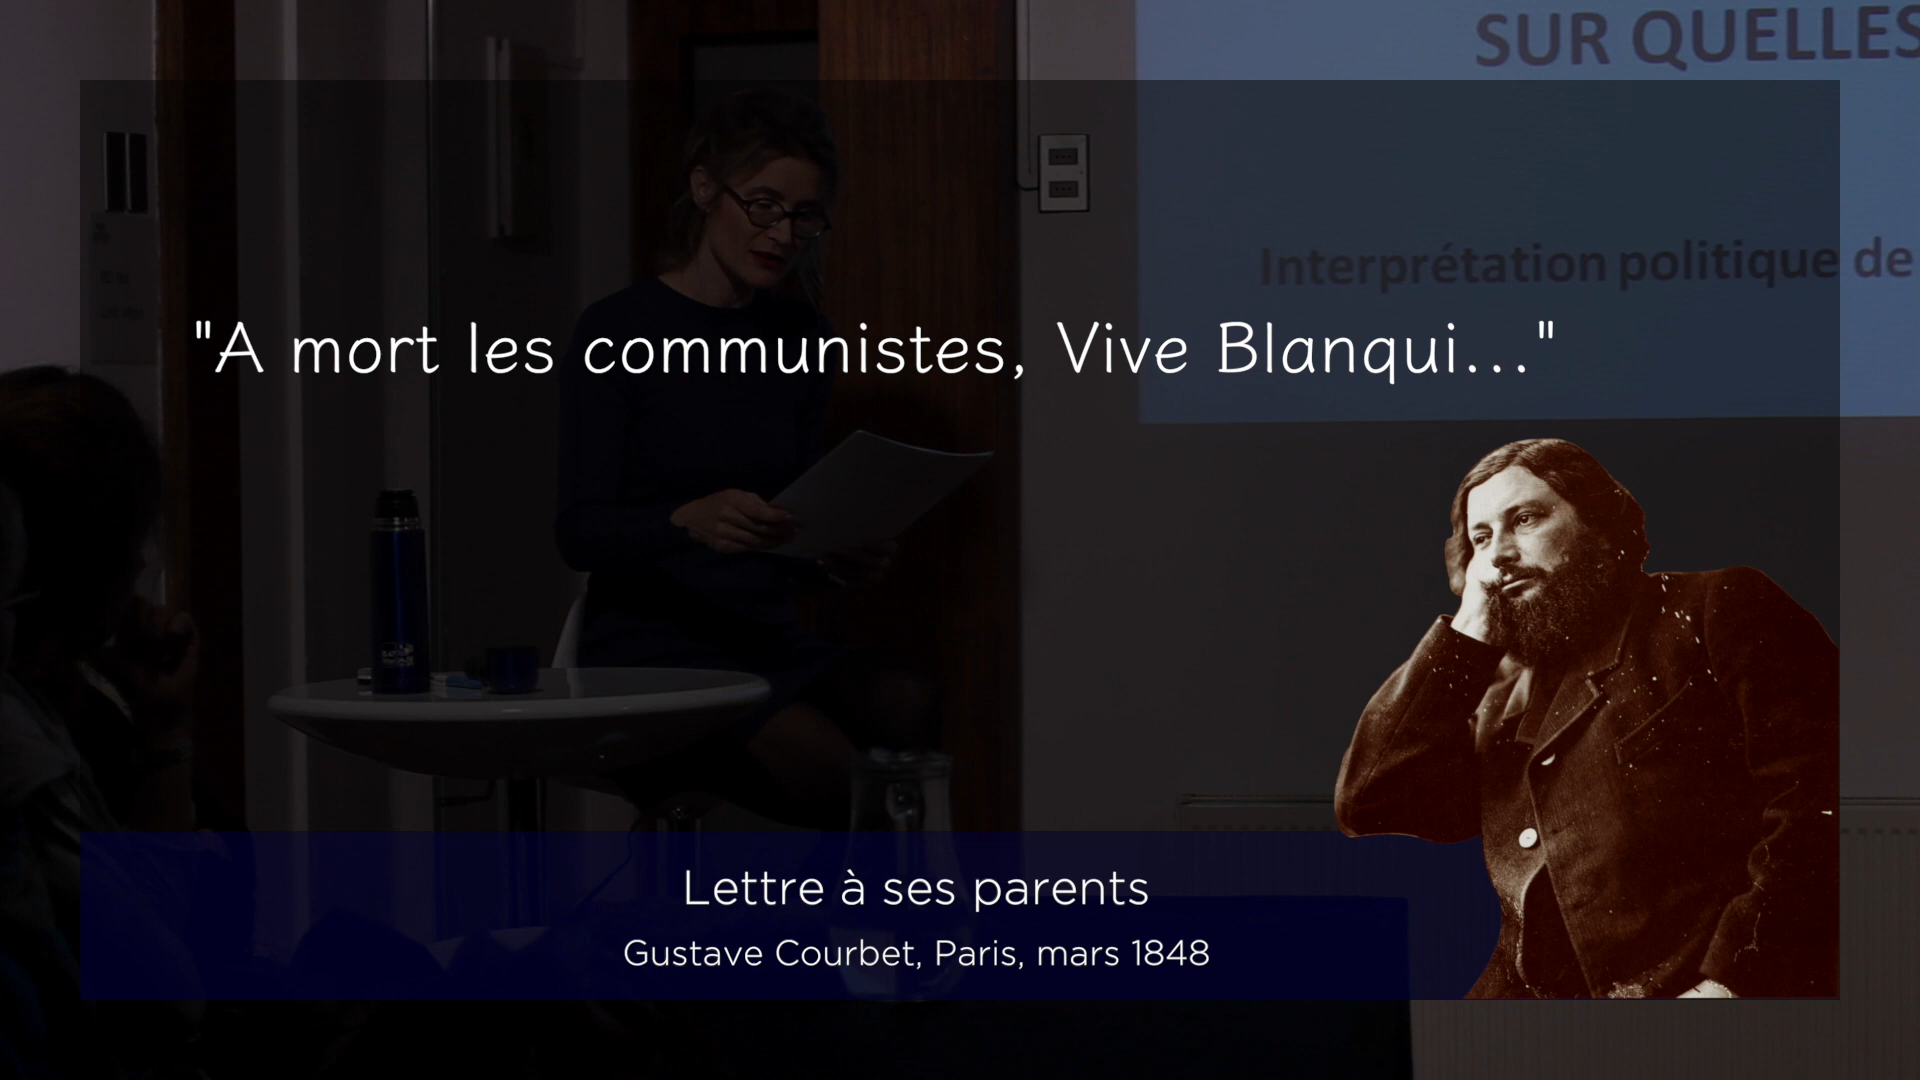 SUR QUELLES
Interprétation politique de
"A mort les communistes, Vive Blanqui..."
Lettre à ses parents
Gustave Courbet, Paris, mars 1848